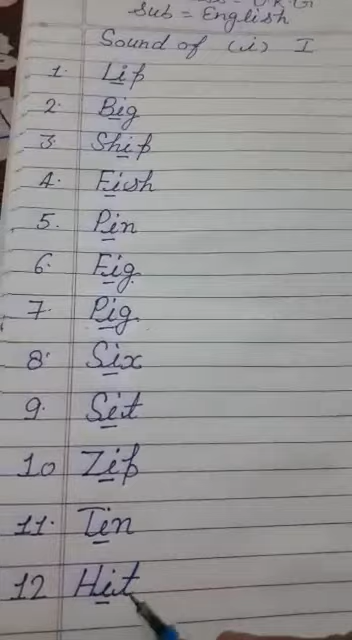 Sub = English
Sound of (i) I
1. Lip
2. Big
3. Ship
4. Fish
5. Pin
6. Fig.
7. Pig.
8. Six
9. Sit
10 Zip
11. Tin
12 Hit